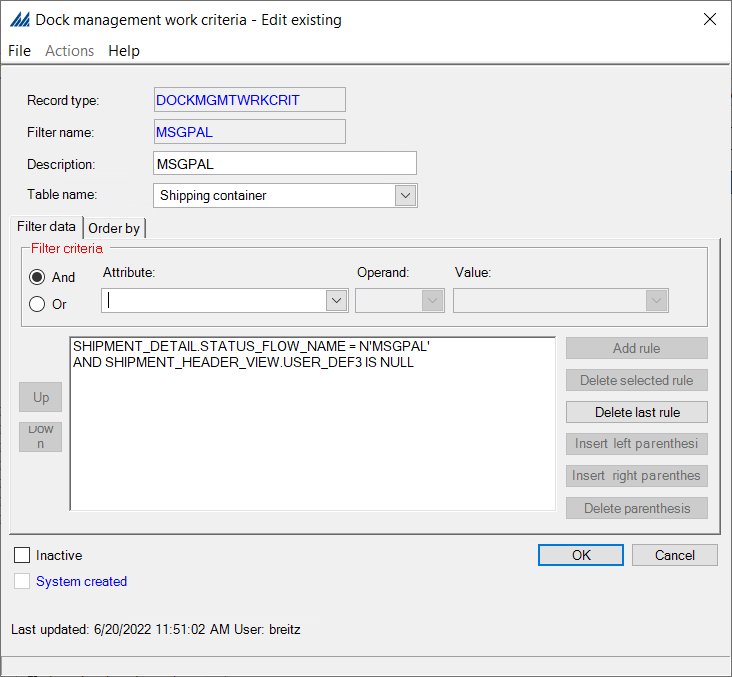 Dock management work criteria - Edit existing
File Actions Help
Record type: DOCKMGMTWRKCRIT
Filter name: MSGPAL
Description: MSGPAL
Table name: Shipping container
Filter data Order by
Filter criteria
And Attribute: Operand: Value:
Or
SHIPMENT_DETAIL.STATUS_FLOW_NAME = N'MSGPAL'
AND SHIPMENT_HEADER_VIEW.USER_DEF3 IS NULL
Up
Dow
n
Add rule
Delete selected rule
Delete last rule
Insert left parenthesi
Insert right parenthes
Delete parenthesis
Inactive
OK Cancel
System created
Last updated: 6/20/2022 11:51:02 AM User: breitz